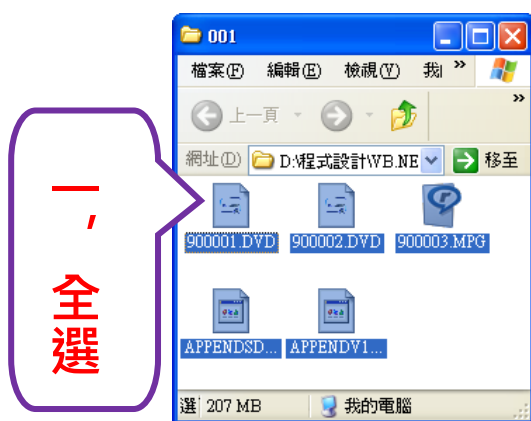 一,全選
001
檔案(F) 編輯(E) 檢視(V) 我 »
上一頁 »
網址(D) D:\程式設計\VB.NE 移至
900001.DVD 900002.DVD 900003.MPG
APPENDSD... APPENDV1...
選 207 MB 我的電腦